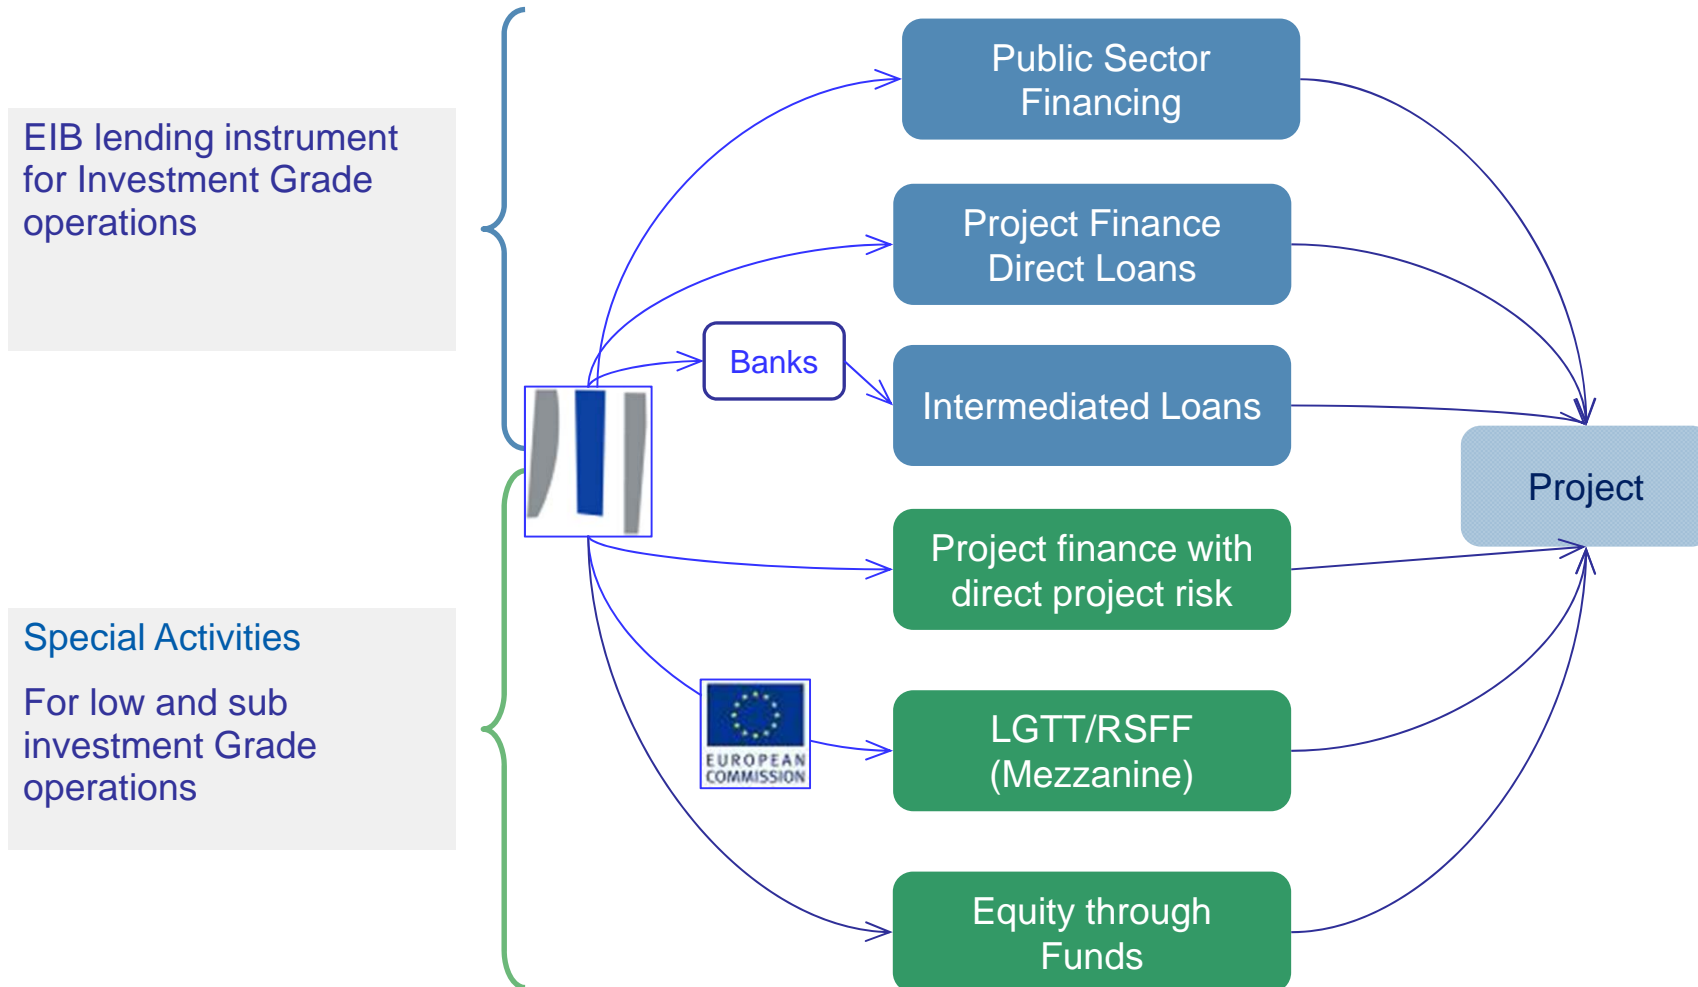 EIB lending instrument
for Investment Grade
operations
Special Activities
For low and sub
investment Grade
operations
Public Sector
Financing
Project Finance
Direct Loans
Banks
Intermediated Loans
Project
Project finance with
direct project risk
EUROPEAN
COMMISSION
LGTT/RSFF
(Mezzanine)
Equity through
Funds